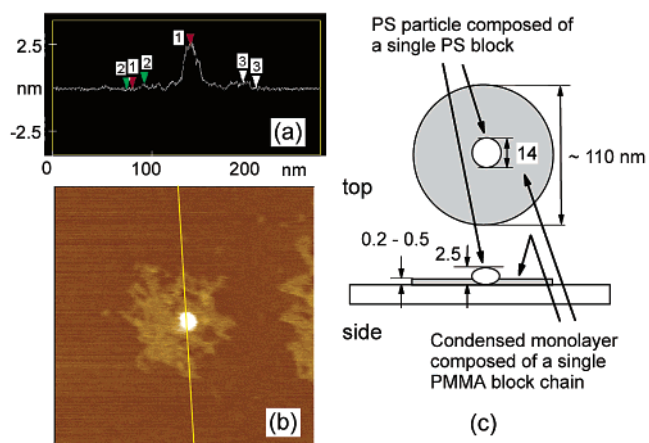 2.5
nm
-2.5
1
2
1
2
3
3
(a)
0
100
nm
200
(b)
PS particle composed of
a single PS block
14
~ 110 nm
top
0.2 - 0.5
2.5
side
Condensed monolayer
composed of a single
PMMA block chain
(c)